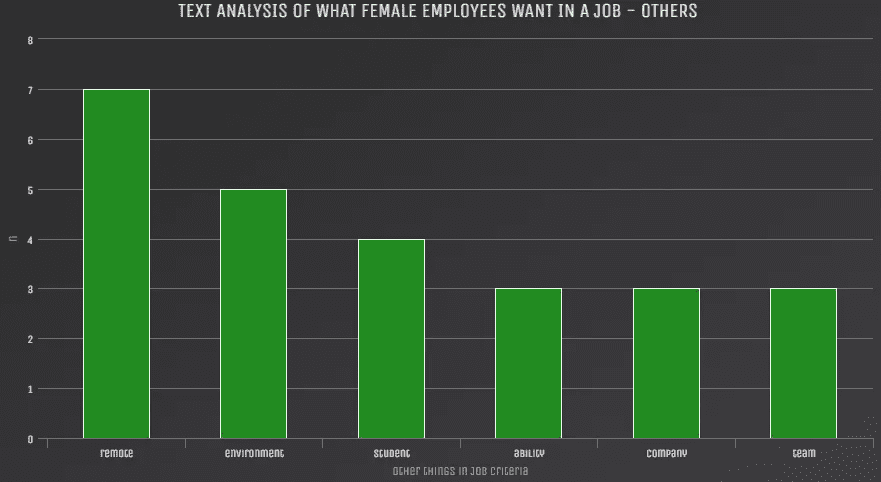 TEXT ANALYSIS OF WHAT FEMALE EMPLOYEES WANT IN A JOB - OTHERS
8
7
6
5
4
3
2
1
0
n
remote
environment
student
ability
company
team
Other things in Job Criteria